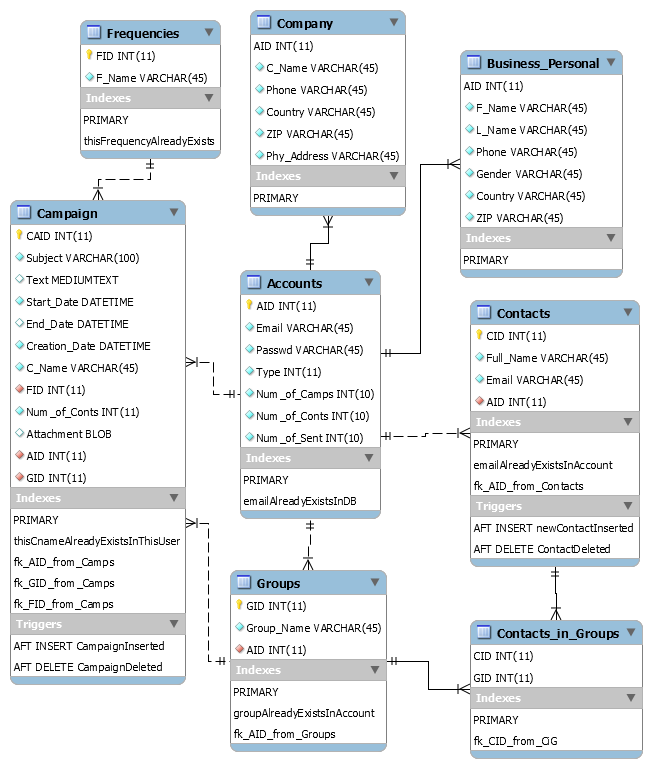 Frequencies
FID INT(11)
F_Name VARCHAR(45)
Indexes
PRIMARY
thisFrequencyAlreadyExists
Company
AID INT(11)
C_Name VARCHAR(45)
Phone VARCHAR(45)
Country VARCHAR(45)
ZIP VARCHAR(45)
Phy_Address VARCHAR(45)
Indexes
PRIMARY
Business_Personal
AID INT(11)
F_Name VARCHAR(45)
L_Name VARCHAR(45)
Phone VARCHAR(45)
Gender VARCHAR(45)
Country VARCHAR(45)
ZIP VARCHAR(45)
Indexes
PRIMARY
Campaign
CAID INT(11)
Subject VARCHAR(100)
Text MEDIUMTEXT
Start_Date DATETIME
End_Date DATETIME
Creation_Date DATETIME
C_Name VARCHAR(45)
FID INT(11)
Num_of_Conts INT(11)
Attachment BLOB
AID INT(11)
GID INT(11)
Indexes
PRIMARY
thisCnameAlreadyExistsInThisUser
fk_AID_from_Camps
fk_GID_from_Camps
fk_FID_from_Camps
Triggers
AFT INSERT CampaignInserted
AFT DELETE CampaignDeleted
Accounts
AID INT(11)
Email VARCHAR(45)
Passwd VARCHAR(45)
Type INT(11)
Num_of_Camps INT(10)
Num_of_Conts INT(10)
Num_of_Sent INT(10)
Indexes
PRIMARY
emailAlreadyExistsInDB
Contacts
CID INT(11)
Full_Name VARCHAR(45)
Email VARCHAR(45)
AID INT(11)
Indexes
PRIMARY
emailAlreadyExistsInAccount
fk_AID_from_Contacts
Triggers
AFT INSERT newContactInserted
AFT DELETE ContactDeleted
Groups
GID INT(11)
Group_Name VARCHAR(45)
AID INT(11)
Indexes
PRIMARY
groupAlreadyExistsInAccount
fk_AID_from_Groups
Contacts_in_Groups
CID INT(11)
GID INT(11)
Indexes
PRIMARY
fk_CID_from_CiG